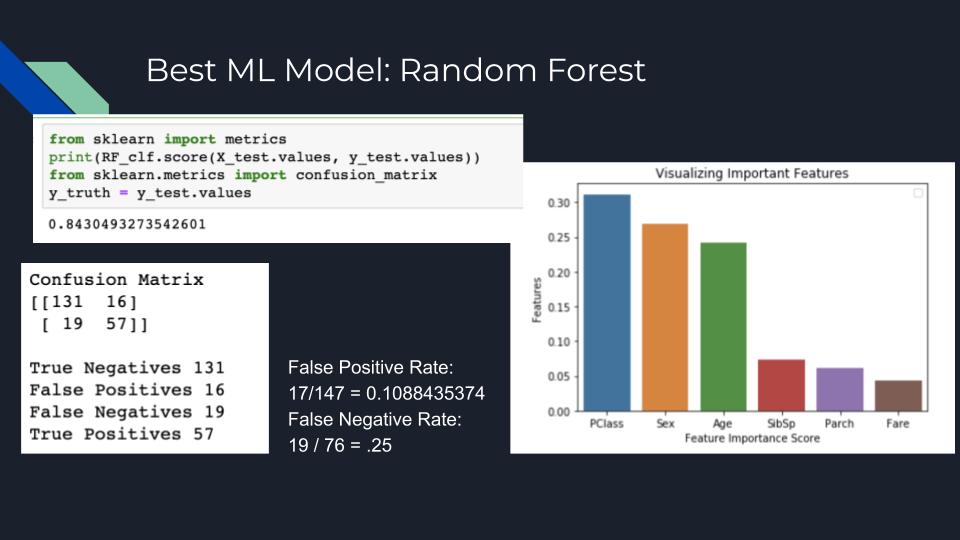 Best ML Model: Random Forest
from sklearn import metrics
print(RF_clf.score(X_test.values, y_test.values))
from sklearn.metrics import confusion_matrix
y_truth = y_test.values
0.8430493273542601
Confusion Matrix
[[131  16]
 [ 19  57]]
True Negatives 131
False Positives 16
False Negatives 19
True Positives 57
False Positive Rate:
17/147 = 0.1088435374
False Negative Rate:
19 / 76 = .25
Visualizing Important Features
Features
0.30
0.25
0.20
0.15
0.10
0.05
0.00
PClass Sex Age SibSp Parch Fare
Feature Importance Score